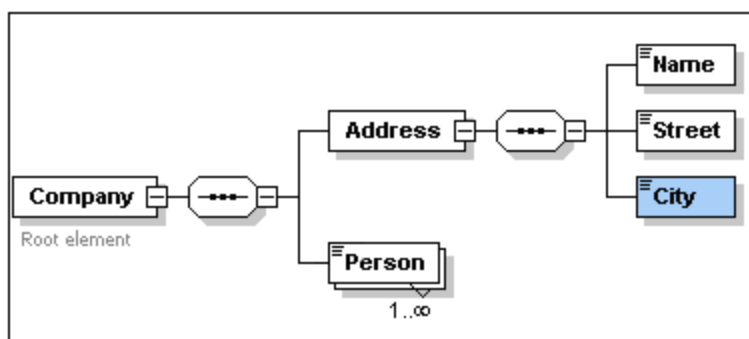 Name
Address
Street
Company
City
Root element
Person
1..∞